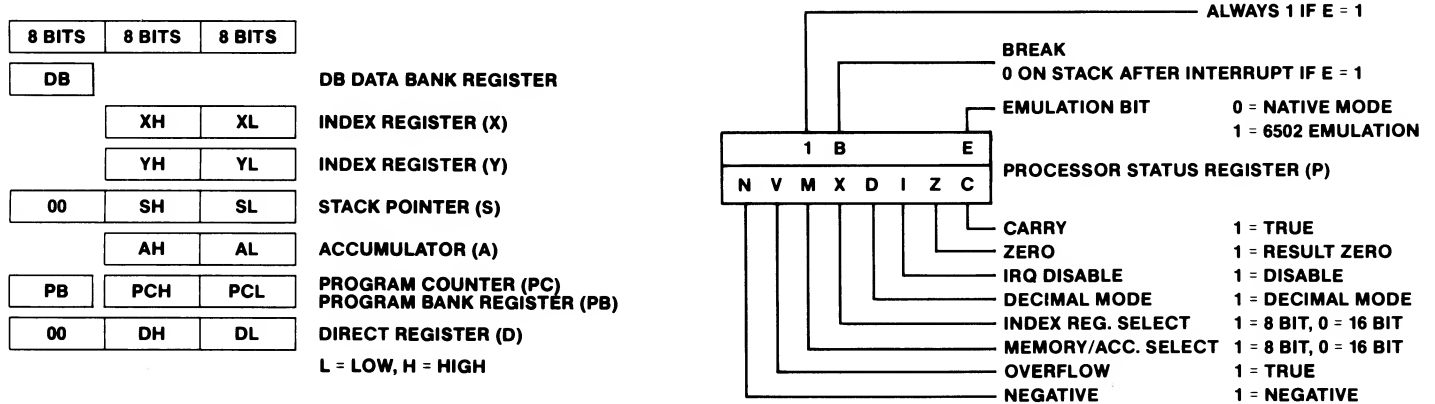 8 BITS 8 BITS 8 BITS
DB DB DATA BANK REGISTER
XH XL INDEX REGISTER (X)
YH YL INDEX REGISTER (Y)
00 SH SL STACK POINTER (S)
AH AL ACCUMULATOR (A)
PB PCH PCL PROGRAM COUNTER (PC)
PROGRAM BANK REGISTER (PB)
00 DH DL DIRECT REGISTER (D)
L = LOW, H = HIGH
ALWAYS 1 IF E = 1
BREAK
0 ON STACK AFTER INTERRUPT IF E = 1
EMULATION BIT 0 = NATIVE MODE
1 = 6502 EMULATION
1 B E
PROCESSOR STATUS REGISTER (P)
N V M X D I Z C
CARRY 1 = TRUE
ZERO 1 = RESULT ZERO
IRQ DISABLE 1 = DISABLE
DECIMAL MODE 1 = DECIMAL MODE
INDEX REG. SELECT 1 = 8 BIT, 0 = 16 BIT
MEMORY/ACC. SELECT 1 = 8 BIT, 0 = 16 BIT
OVERFLOW 1 = TRUE
NEGATIVE 1 = NEGATIVE